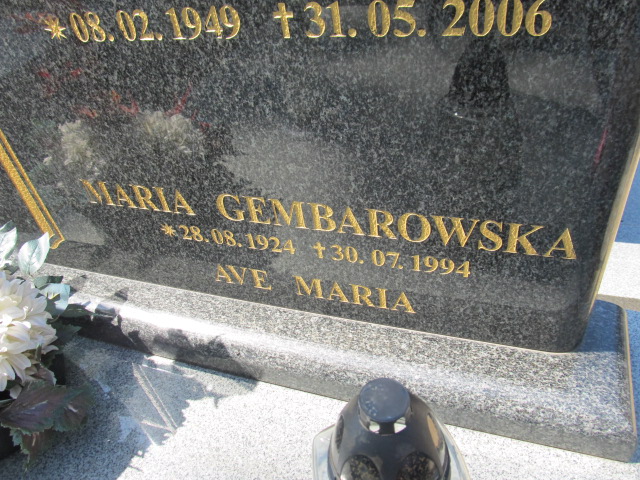 *08.02.1949 †31.05.2006
MARIA GEMBAROWSKA
*28.08.1924 †30.07.1994
AVE MARIA